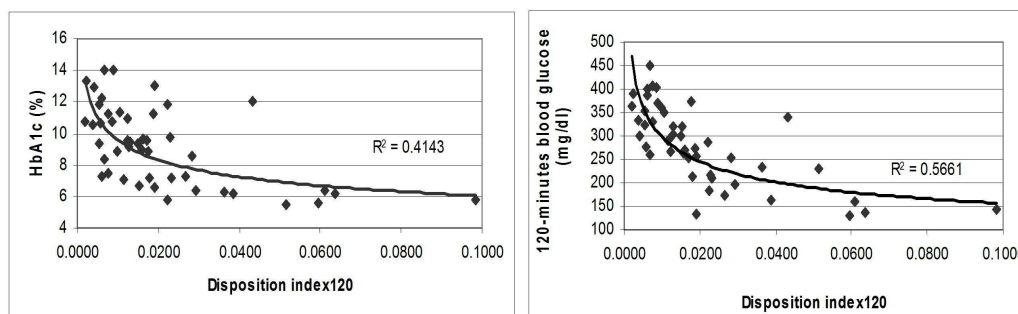 HbA1c (%)
16
14
12
10
8
6
4
R² = 0.4143
0.0000 0.0200 0.0400 0.0600 0.0800 0.1000
Disposition index120
120-minutes blood glucose
(mg/dl)
500
450
400
350
300
250
200
150
100
R² = 0.5661
0.0000 0.0200 0.0400 0.0600 0.0800 0.100
Disposition index120